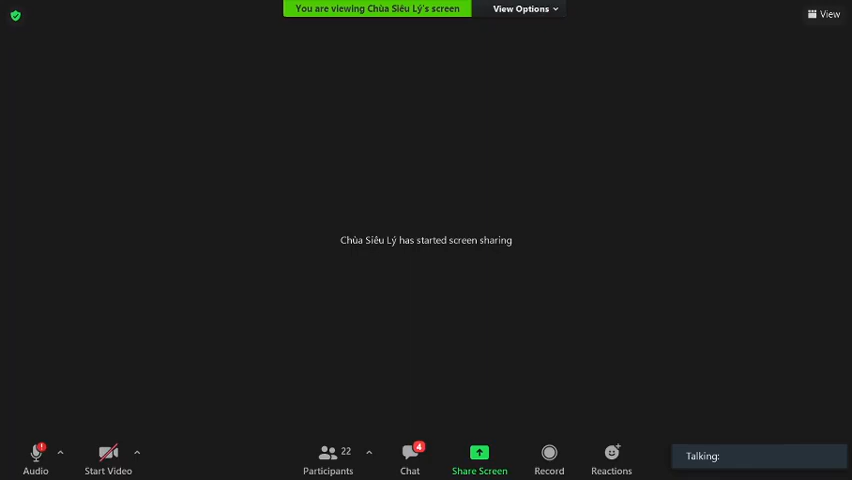 You are viewing Chùa Siêu Lý's screen
View Options
View
Chùa Siêu Lý has started screen sharing
Audio
Start Video
22
Participants
4
Chat
Share Screen
Record
Reactions
Talking: